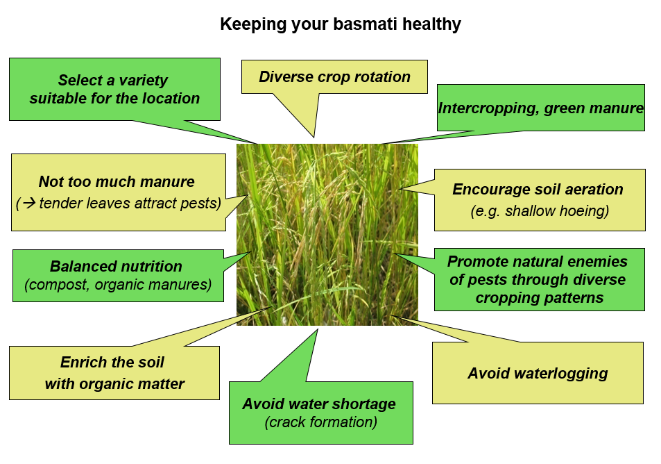 Keeping your basmati healthy
Select a variety
suitable for the location
Diverse crop rotation
Intercropping, green manure
Not too much manure
(→ tender leaves attract pests)
Encourage soil aeration
(e.g. shallow hoeing)
Balanced nutrition
(compost, organic manures)
Promote natural enemies
of pests through diverse
cropping patterns
Enrich the soil
with organic matter
Avoid water shortage
(crack formation)
Avoid waterlogging